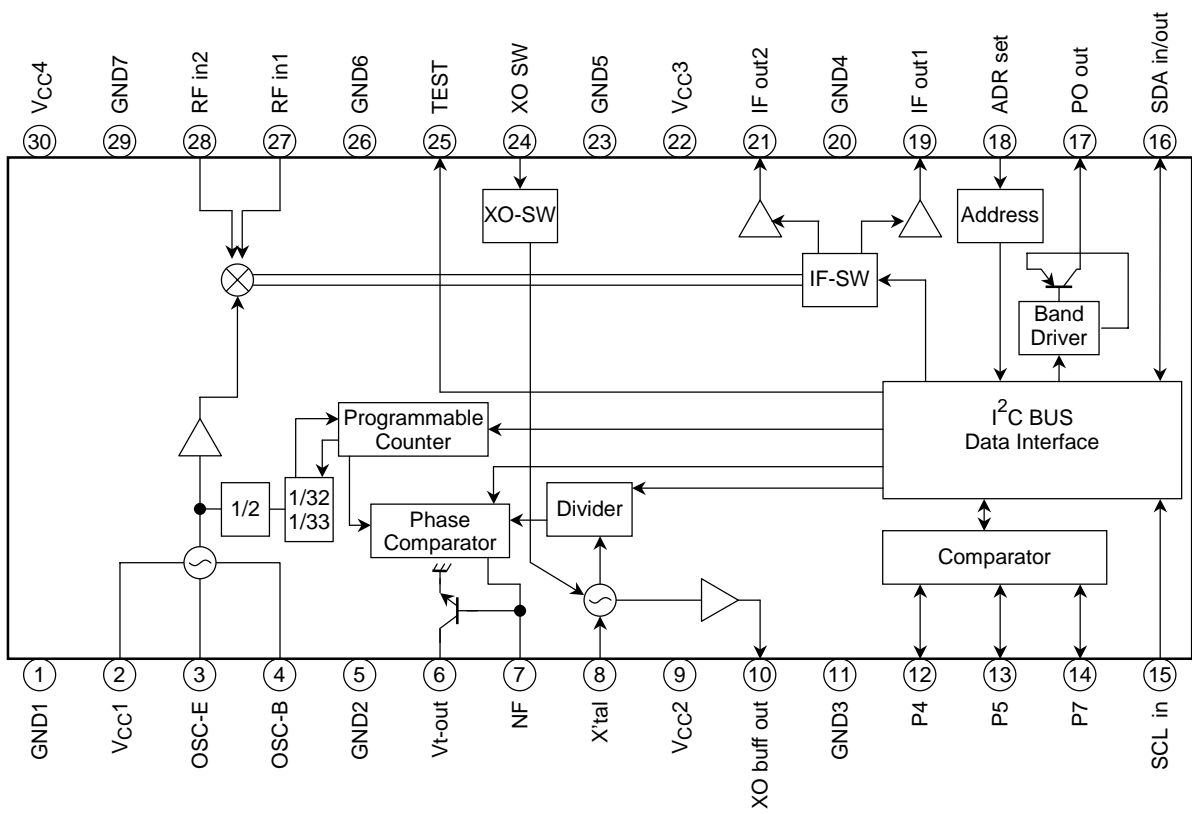 VCC4
GND7
RF in2
RF in1
GND6
TEST
XO SW
GND5
VCC3
IF out2
GND4
IF out1
ADR set
PO out
SDA in/out
30
29
28
27
26
25
24
23
22
21
20
19
18
17
16
XO-SW
Address
IF-SW
Band
Driver
I2C BUS
Data Interface
Programmable
Counter
1/2
1/32
1/33
Phase
Comparator
Divider
Comparator
1
2
3
4
5
6
7
8
9
10
11
12
13
14
15
GND1
VCC1
OSC-E
OSC-B
GND2
Vt-out
NF
X'tal
VCC2
XO buff out
GND3
P4
P5
P7
SCL in